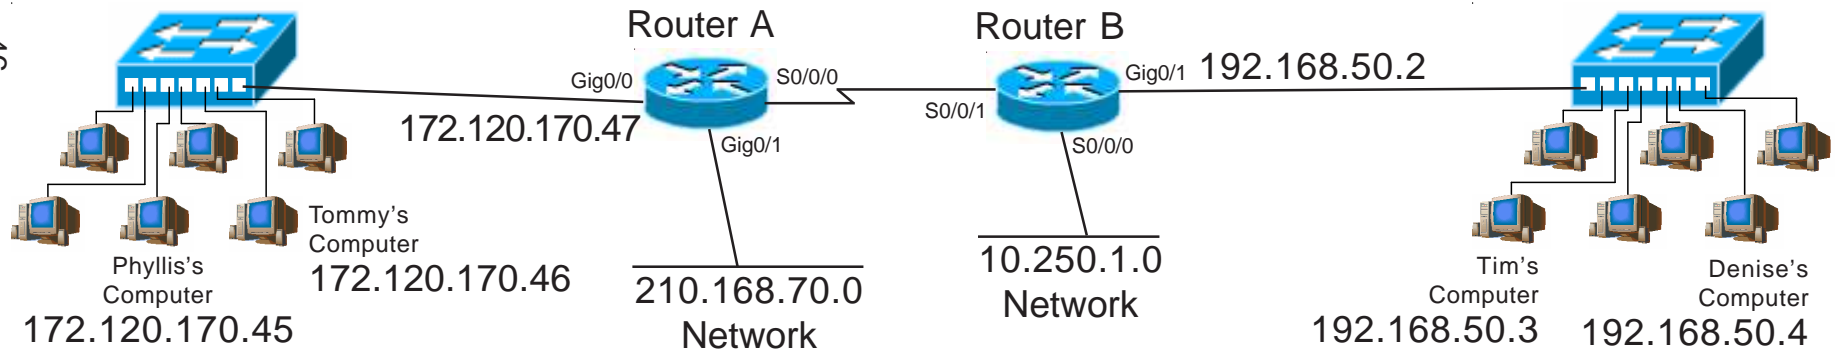 Router A
Router B
Gig0/0
S0/0/0
Gig0/1 192.168.50.2
S0/0/1
172.120.170.47
Gig0/1
S0/0/0
Tommy's
Computer
172.120.170.46
Phyllis's
Computer
172.120.170.45
210.168.70.0
Network
10.250.1.0
Network
Tim's
Computer
192.168.50.3
Denise's
Computer
192.168.50.4